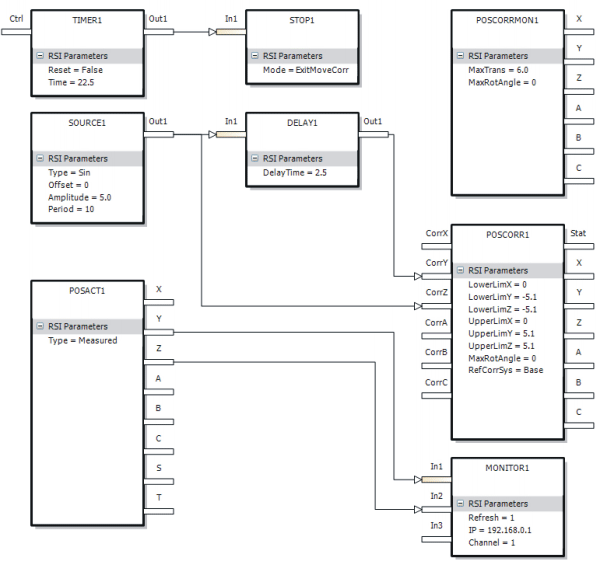 Ctrl
TIMER1
Out1
RSI Parameters
Reset = False
Time = 22.5
In1
STOP1
RSI Parameters
Mode = ExitMoveCorr
POSCORRMON1
RSI Parameters
MaxTrans = 6.0
MaxRotAngle = 0
X
Y
Z
A
B
C
SOURCE1
Out1
RSI Parameters
Type = Sin
Offset = 0
Amplitude = 5.0
Period = 10
In1
DELAY1
Out1
RSI Parameters
DelayTime = 2.5
CorrX
CorrY
CorrZ
CorrA
CorrB
CorrC
POSCORR1
RSI Parameters
LowerLimX = 0
LowerLimY = -5.1
LowerLimZ = -5.1
UpperLimX = 0
UpperLimY = 5.1
UpperLimZ = 5.1
MaxRotAngle = 0
RefCorrSys = Base
Stat
X
Y
Z
A
B
C
POSACT1
RSI Parameters
Type = Measured
X
Y
Z
A
B
C
S
T
In1
In2
In3
MONITOR1
RSI Parameters
Refresh = 1
IP = 192.168.0.1
Channel = 1